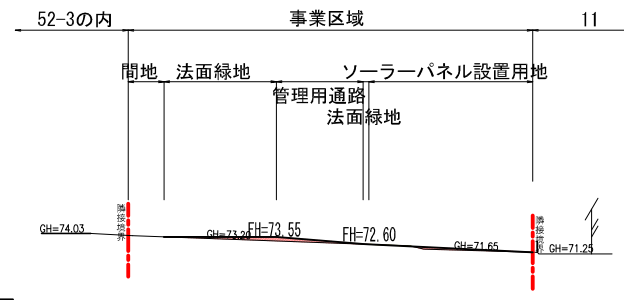 52-3の内 事業区域 11
間地 法面緑地 ソーラーパネル設置用地
管理用通路
法面緑地
隣接境界
隣接境界
GH=74.03 GH=73.20 FH=73.55 FH=72.60 GH=71.65 GH=71.25